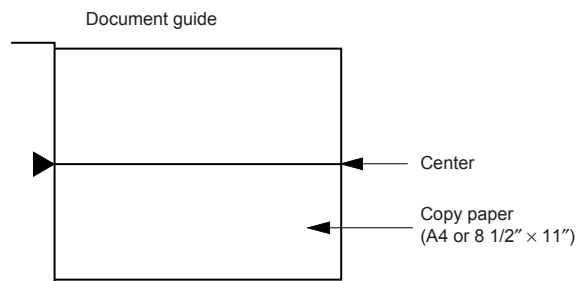 Document guide
Center
Copy paper
(A4 or 8 1/2″ × 11″)